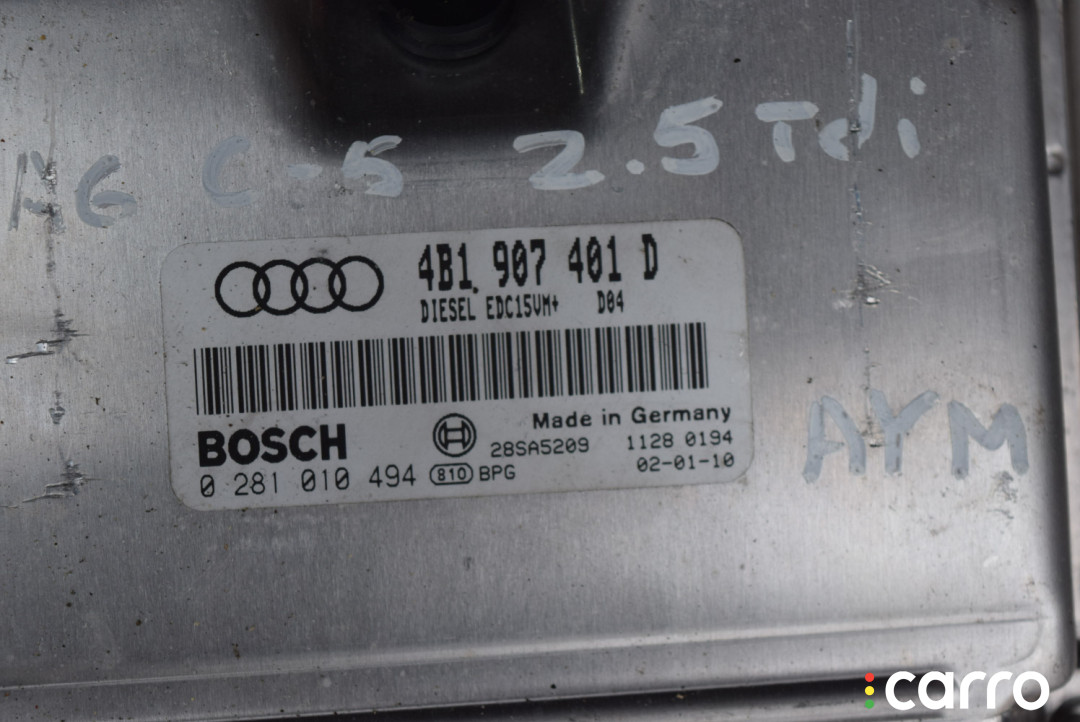 A6 C-5 2.5 Tdi
4B1 907 401 D
DIESEL EDC15VM+ D04
BOSCH
Made in Germany
28SA5209 1128 0194
0 281 010 494 810 BPG 02-01-10
AYM
carro